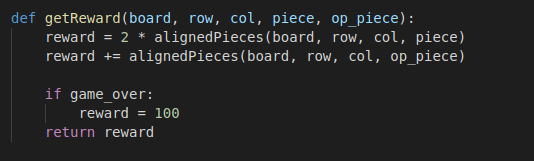 def getReward(board, row, col, piece, op_piece):
    reward = 2 * alignedPieces(board, row, col, piece)
    reward += alignedPieces(board, row, col, op_piece)

    if game_over:
        reward = 100
    return reward